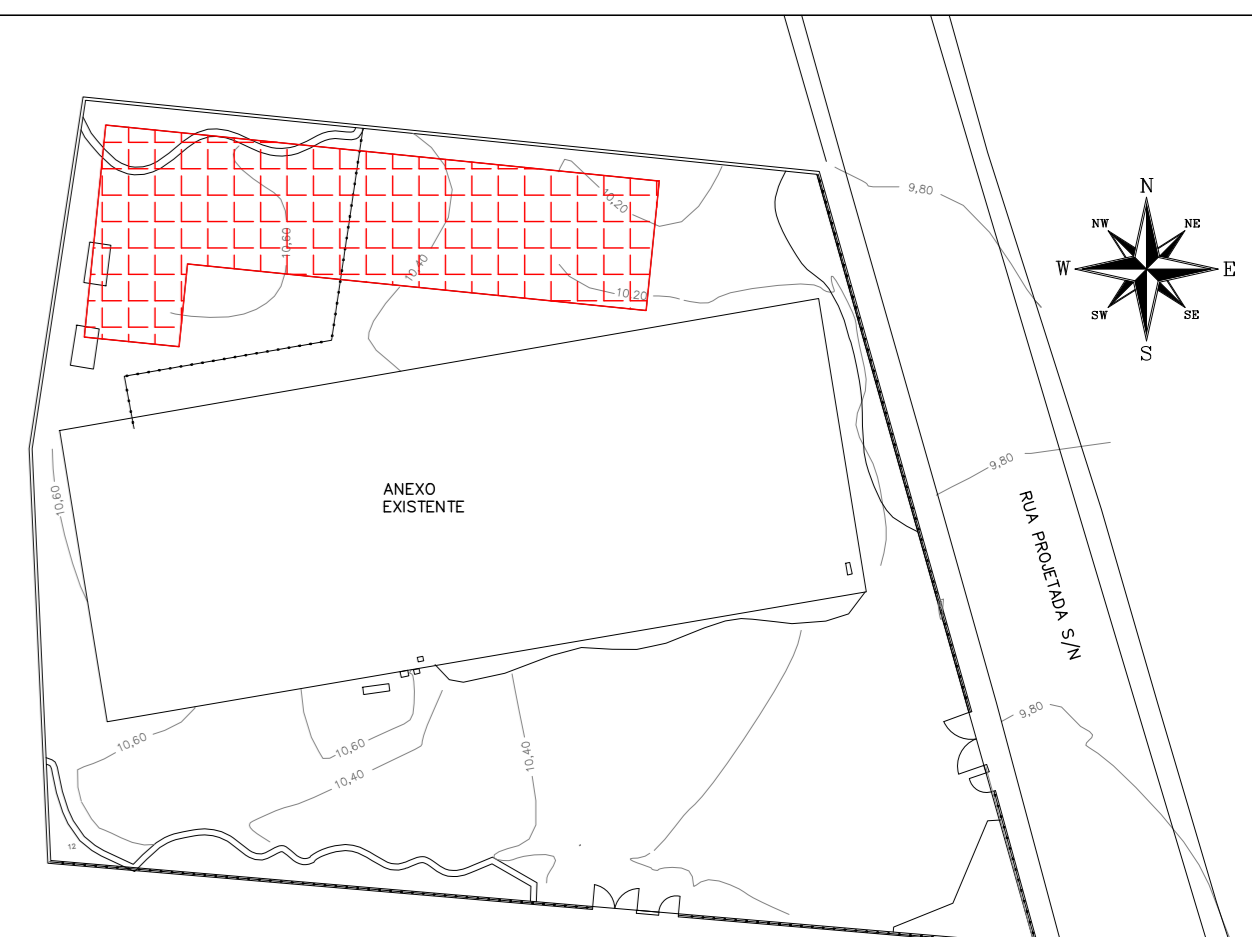 9,80
N
NW
NE
10,20
10,60
10,40
W
E
10,20
SW
SE
S
9,80
10,60
ANEXO
EXISTENTE
RUA PROJETADA S/N
9,80
10,60
10,60
10,40
10,40
12